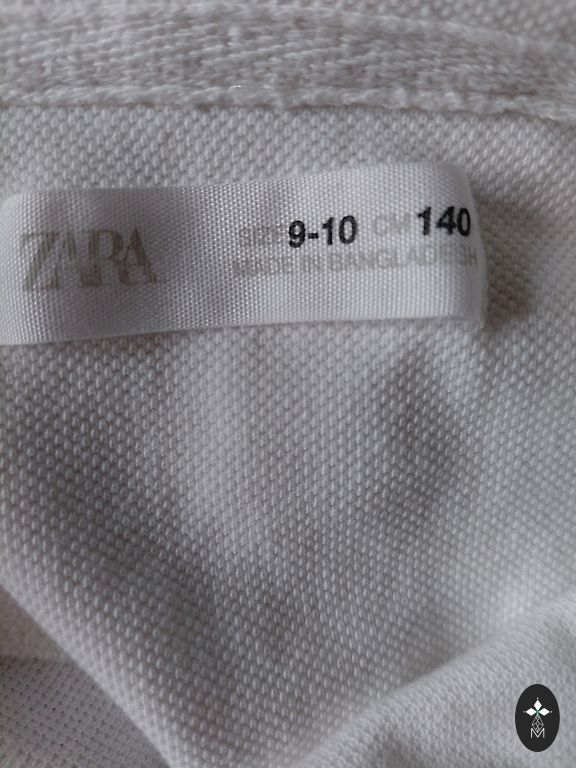 ZARA
SIZE 9-10 CM 140
MADE IN BANGLADESH
M